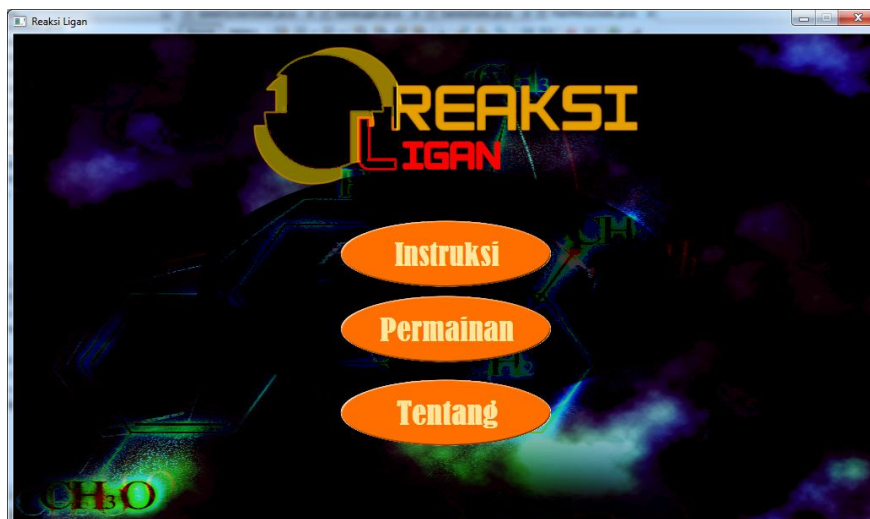 Reaksi Ligan
REAKSI
LIGAN
Instruksi
Permainan
Tentang
CH₃O